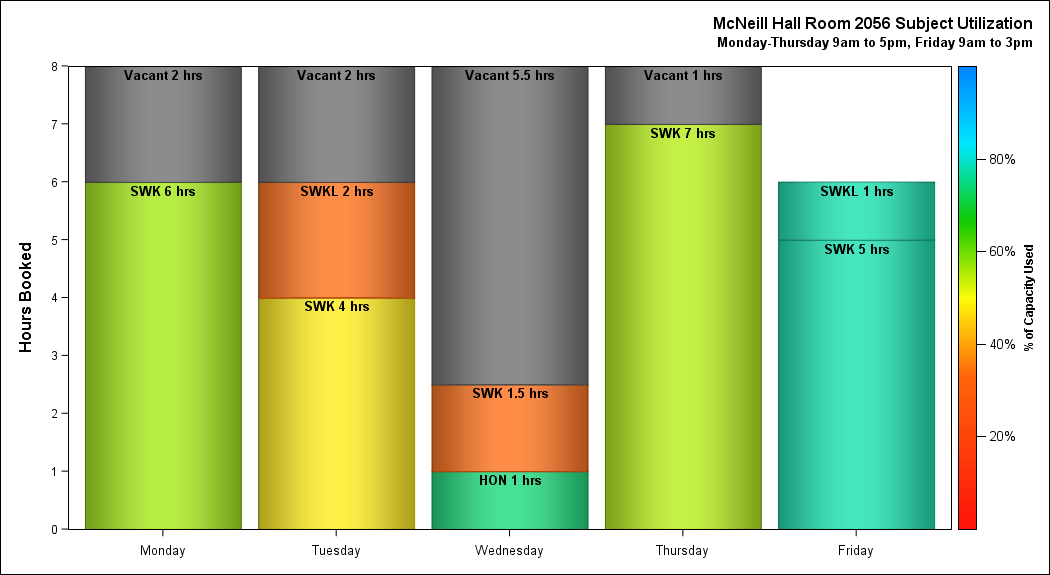 McNeill Hall Room 2056 Subject Utilization
Monday-Thursday 9am to 5pm, Friday 9am to 3pm
Hours Booked
8
7
6
5
4
3
2
1
0
Vacant 2 hrs
SWK 6 hrs
Vacant 2 hrs
SWKL 2 hrs
SWK 4 hrs
Vacant 5.5 hrs
SWK 1.5 hrs
HON 1 hrs
Vacant 1 hrs
SWK 7 hrs
SWKL 1 hrs
SWK 5 hrs
Monday
Tuesday
Wednesday
Thursday
Friday
80%
60%
40%
20%
% of Capacity Used